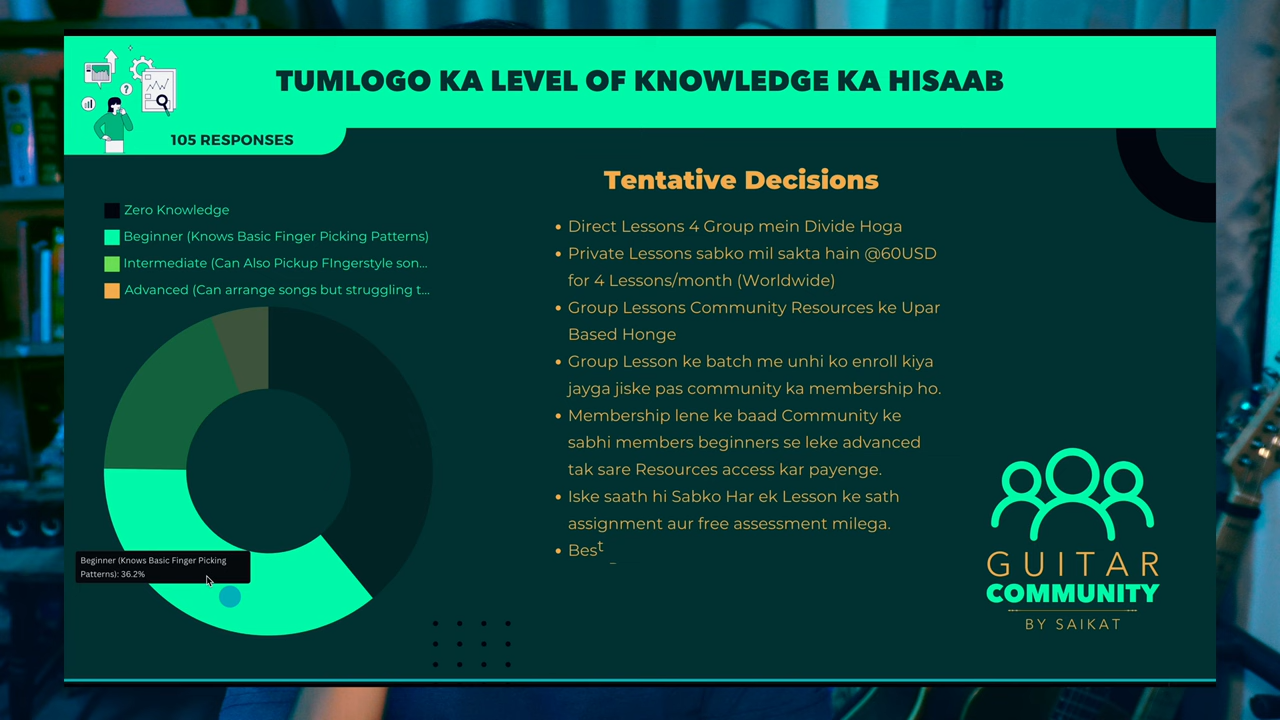 TUMLOGO KA LEVEL OF KNOWLEDGE KA HISAAB
105 RESPONSES
Zero Knowledge
Beginner (Knows Basic Finger Picking Patterns)
Intermediate (Can Also Pickup FIngerstyle son...
Advanced (Can arrange songs but struggling t...
Beginner (Knows Basic Finger Picking
Patterns): 36.2%
Tentative Decisions
• Direct Lessons 4 Group mein Divide Hoga
• Private Lessons sabko mil sakta hain @60USD
for 4 Lessons/month (Worldwide)
• Group Lessons Community Resources ke Upar
Based Honge
• Group Lesson ke batch me unhi ko enroll kiya
jayga jiske pas community ka membership ho.
• Membership lene ke baad Community ke
sabhi members beginners se leke advanced
tak sare Resources access kar payenge.
• Iske saath hi Sabko Har ek Lesson ke sath
assignment aur free assessment milega.
• Best
GUITAR
COMMUNITY
BY SAIKAT